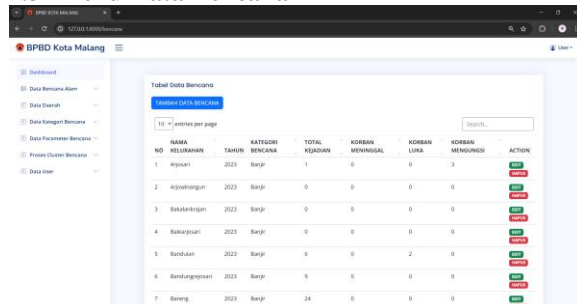 BPBD KOTA MALANG
127.0.0.1:8000/bencana
BPBD Kota Malang
User
Dashboard
Data Bencana Alam
Data Daerah
Data Kategori Bencana
Data Parameter Bencana
Proses Cluster Bencana
Data User
Tabel Data Bencana
TAMBAH DATA BENCANA
10 entries per page
Search...
NO NAMA KELURAHAN TAHUN KATEGORI BENCANA TOTAL KEJADIAN KORBAN MENINGGAL KORBAN LUKA KORBAN MENGUNGSI ACTION
1 Arjosari 2023 Banjir 1 0 0 3 EDIT HAPUS
2 Arjowinangun 2023 Banjir 0 0 0 0 EDIT HAPUS
3 Bakalankrajan 2023 Banjir 0 0 0 0 EDIT HAPUS
4 Balearjosari 2023 Banjir 0 0 0 0 EDIT HAPUS
5 Bandulan 2023 Banjir 6 0 2 0 EDIT HAPUS
6 Bandungrejosari 2023 Banjir 9 0 0 0 EDIT HAPUS
7 Bareng 2023 Banjir 24 0 0 0 EDIT